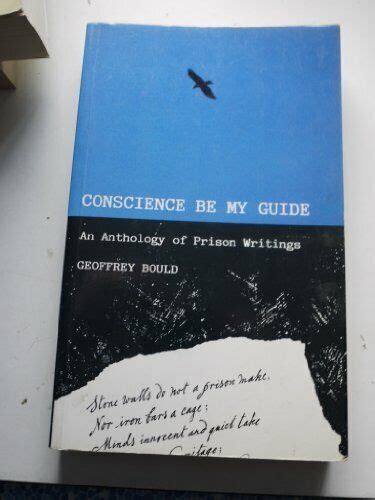 CONSCIENCE BE MY GUIDE
An Anthology of Prison Writings
GEOFFREY BOULD
Stone walls do not a prison make,
Nor iron bars a cage;
Minds innocent and quiet take